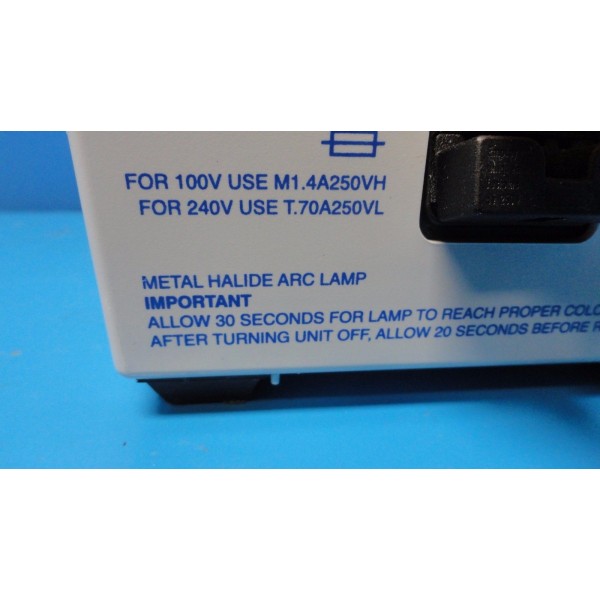 FOR 100V USE M1.4A250VH
FOR 240V USE T.70A250VL
METAL HALIDE ARC LAMP
IMPORTANT
ALLOW 30 SECONDS FOR LAMP TO REACH PROPER COLO
AFTER TURNING UNIT OFF, ALLOW 20 SECONDS BEFORE R